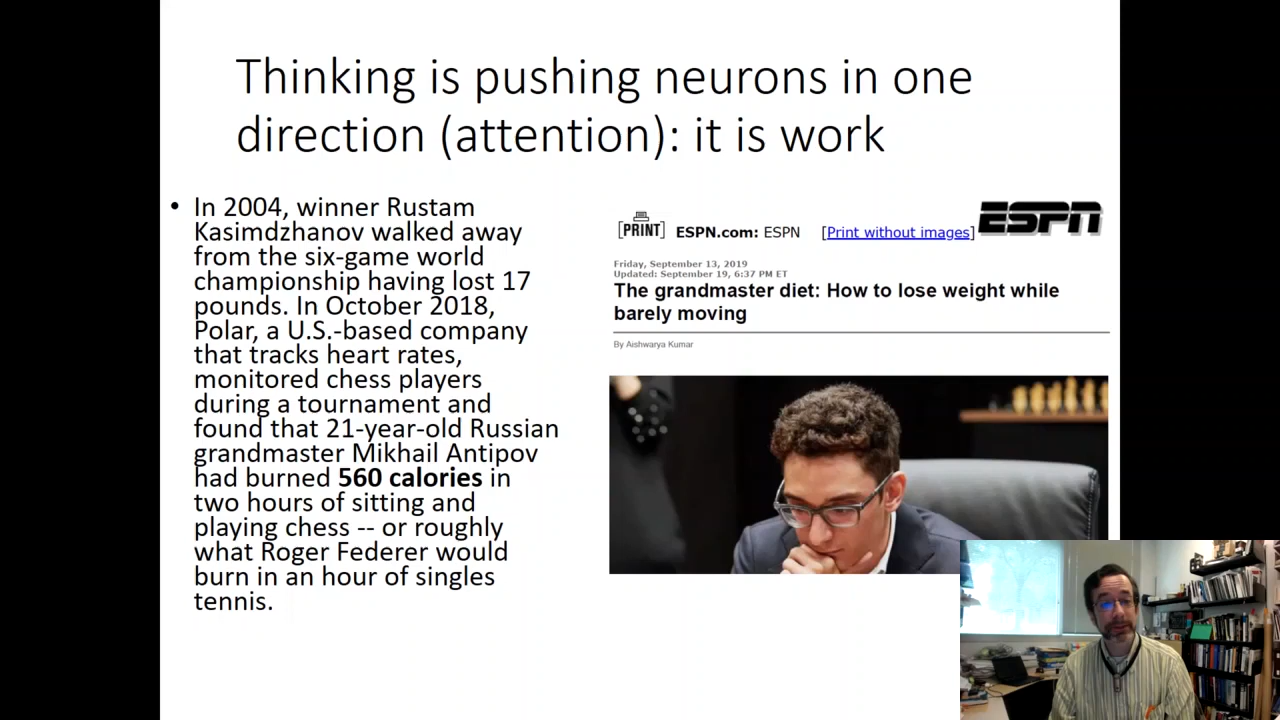 Thinking is pushing neurons in one
direction (attention): it is work
• In 2004, winner Rustam
Kasimdzhanov walked away
from the six-game world
championship having lost 17
pounds. In October 2018,
Polar, a U.S.-based company
that tracks heart rates,
monitored chess players
during a tournament and
found that 21-year-old Russian
grandmaster Mikhail Antipov
had burned 560 calories in
two hours of sitting and
playing chess -- or roughly
what Roger Federer would
burn in an hour of singles
tennis.
[PRINT] ESPN.com: ESPN [Print without images] ESPN
Friday, September 13, 2019
Updated: September 19, 6:37 PM ET
The grandmaster diet: How to lose weight while
barely moving
By Aishwarya Kumar